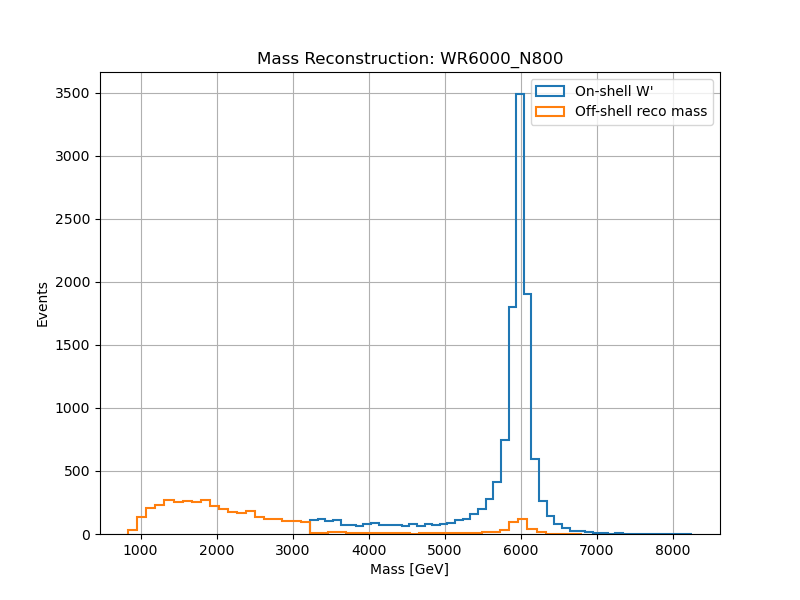 Mass Reconstruction: WR6000_N800
On-shell W'
Off-shell reco mass
3500
3000
2500
2000
1500
1000
500
0
Events
1000 2000 3000 4000 5000 6000 7000 8000
Mass [GeV]